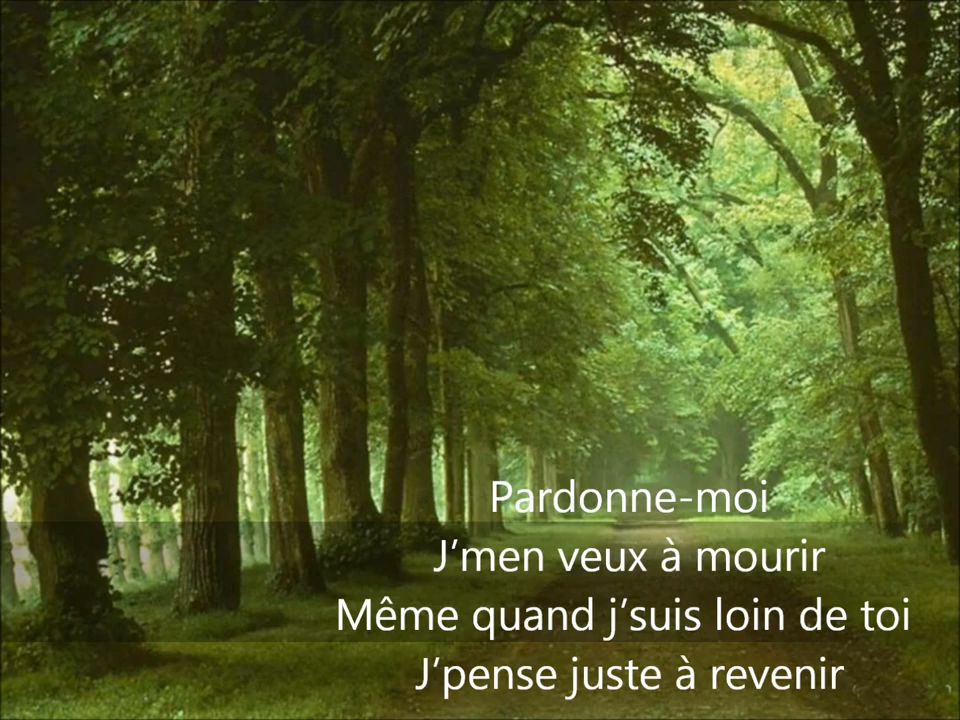 Pardonne-moi
J'men veux à mourir
Même quand j'suis loin de toi
J'pense juste à revenir